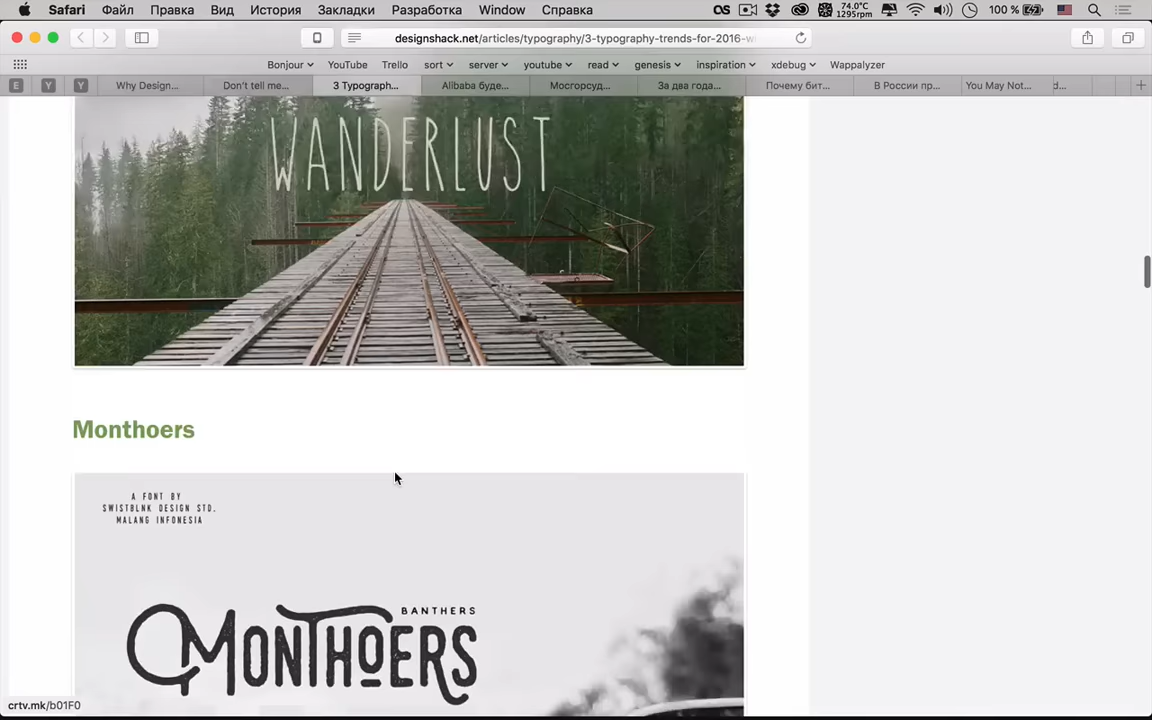 Safari Файл Правка Вид История Закладки Разработка Window Справка
74.0°C
1295rpm
100 %
designshack.net/articles/typography/3-typography-trends-for-2016-w
Bonjour YouTube Trello sort server youtube read genesis inspiration xdebug Wappalyzer
E Y Y Why Design... Don't tell me... 3 Typograph... Alibaba буде... Мосгорсуд... За два года... Почему бит... В России пр... You May Not... d...
WANDERLUST
Monthoers
A FONT BY
SWISTBLNK DESIGN STD.
MALANG INFONESIA
BANTHERS
MONTHOERS
crtv.mk/b01F0